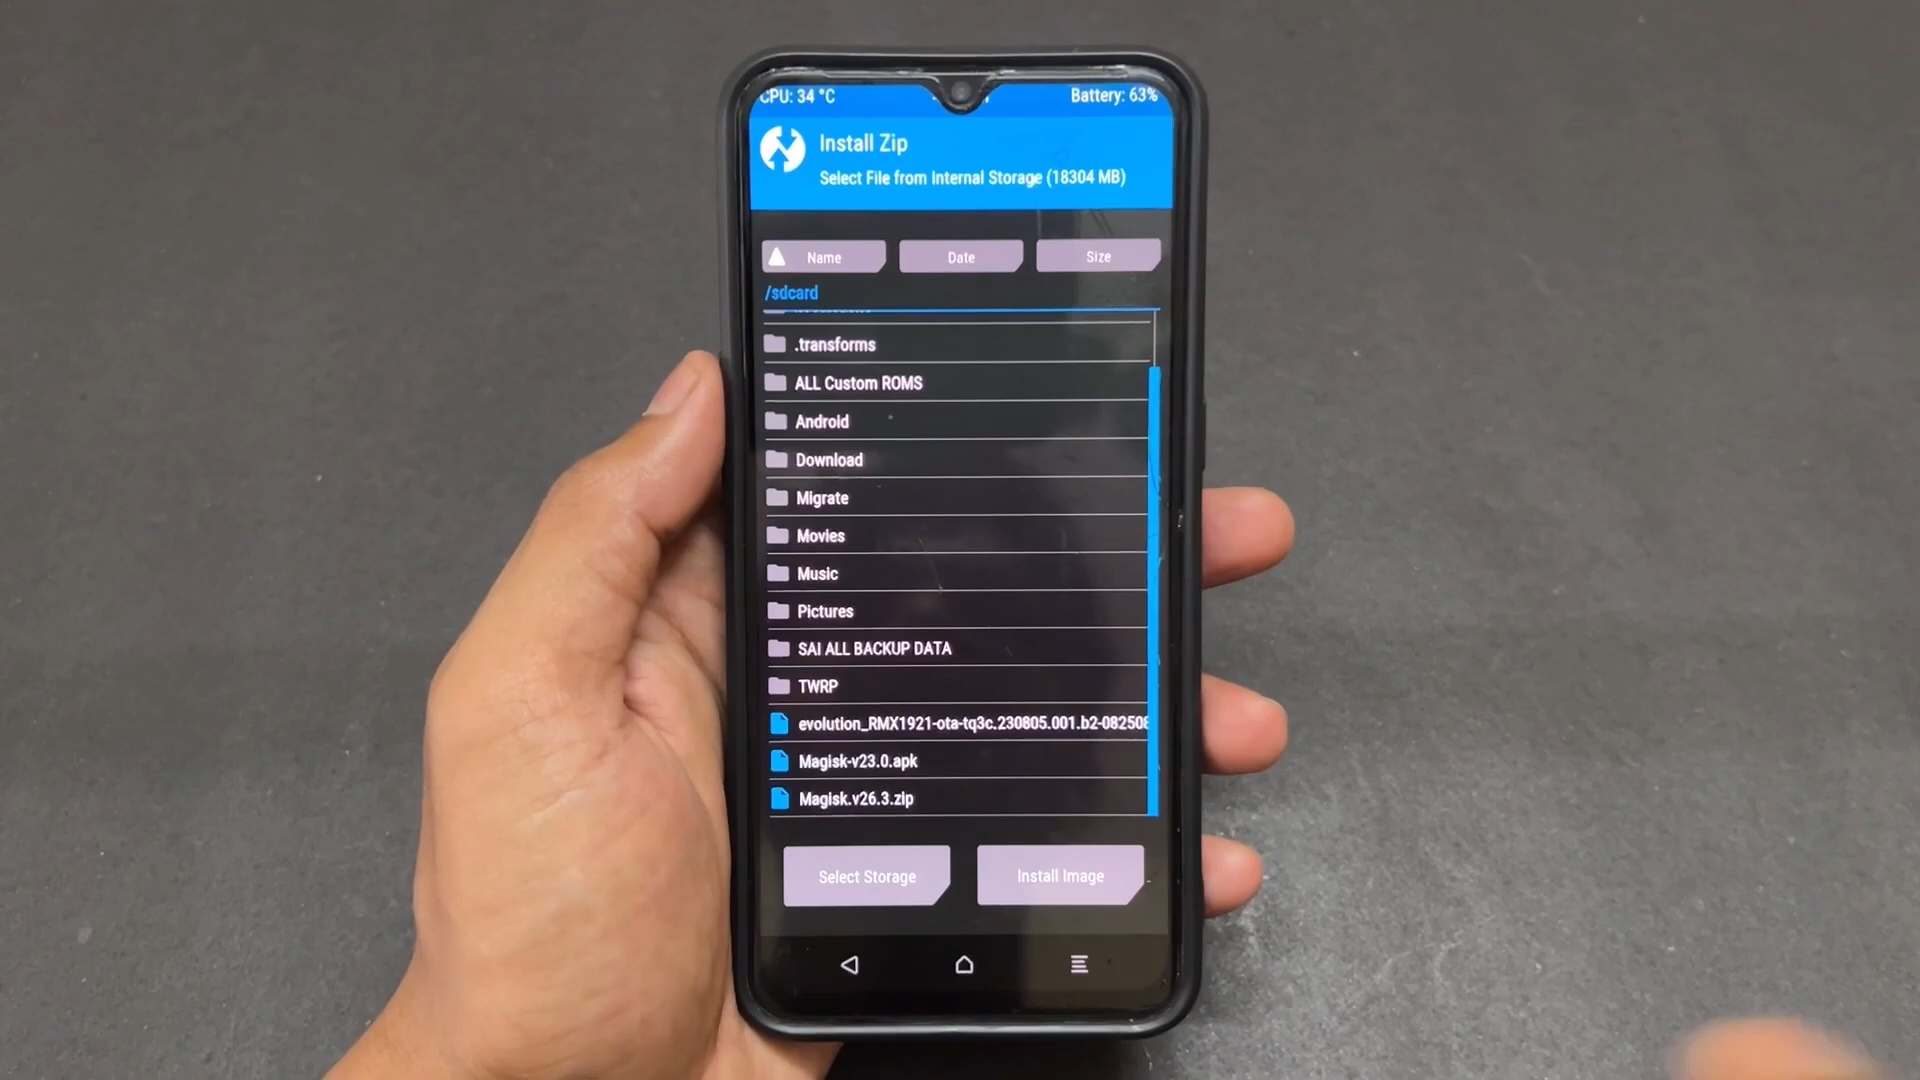 CPU: 34 °C
Battery: 63%
Install Zip
Select File from Internal Storage (18304 MB)
Name
Date
Size
/sdcard
.transforms
ALL Custom ROMS
Android
Download
Migrate
Movies
Music
Pictures
SAI ALL BACKUP DATA
TWRP
evolution_RMX1921-ota-tq3c.230805.001.b2-082508
Magisk-v23.0.apk
Magisk.v26.3.zip
Select Storage
Install Image